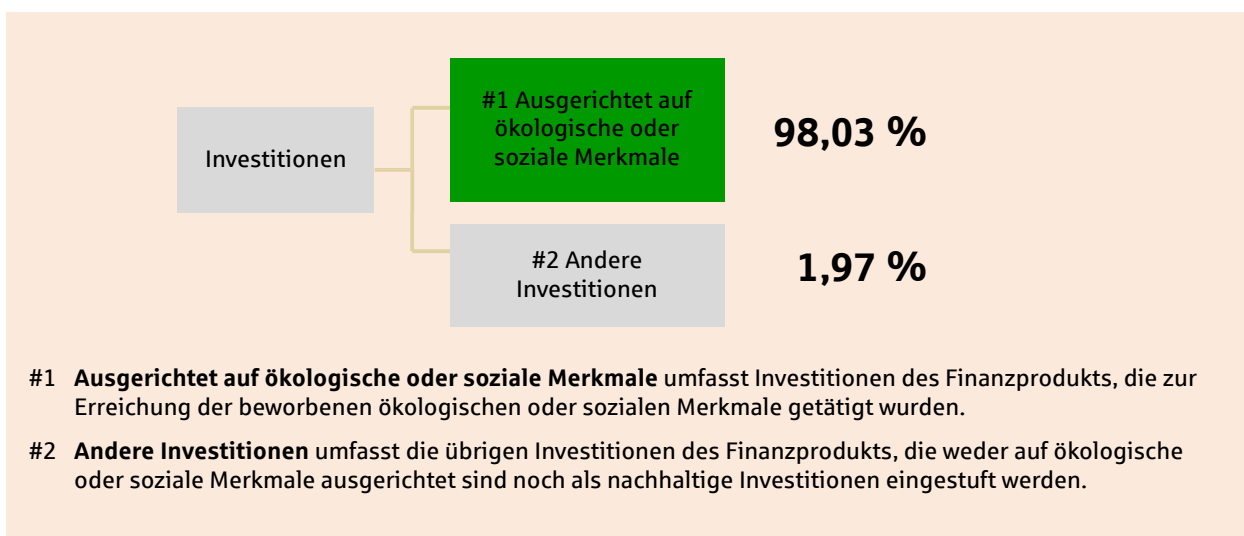 Investitionen
#1 Ausgerichtet auf
ökologische oder
soziale Merkmale
98,03 %
#2 Andere
Investitionen
1,97 %
#1 Ausgerichtet auf ökologische oder soziale Merkmale umfasst Investitionen des Finanzprodukts, die zur
Erreichung der beworbenen ökologischen oder sozialen Merkmale getätigt wurden.
#2 Andere Investitionen umfasst die übrigen Investitionen des Finanzprodukts, die weder auf ökologische
oder soziale Merkmale ausgerichtet sind noch als nachhaltige Investitionen eingestuft werden.